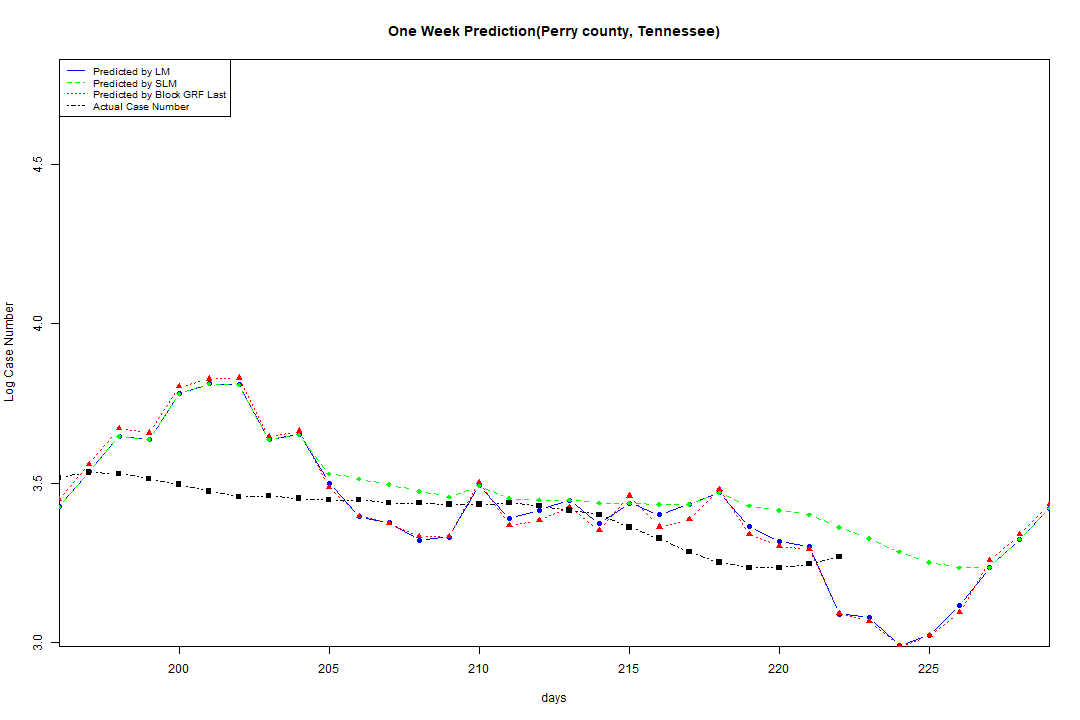 One Week Prediction(Perry county, Tennessee)
Predicted by LM
Predicted by SLM
Predicted by Block GRF Last
Actual Case Number
4.5
4.0
3.5
3.0
Log Case Number
200 205 210 215 220 225
days